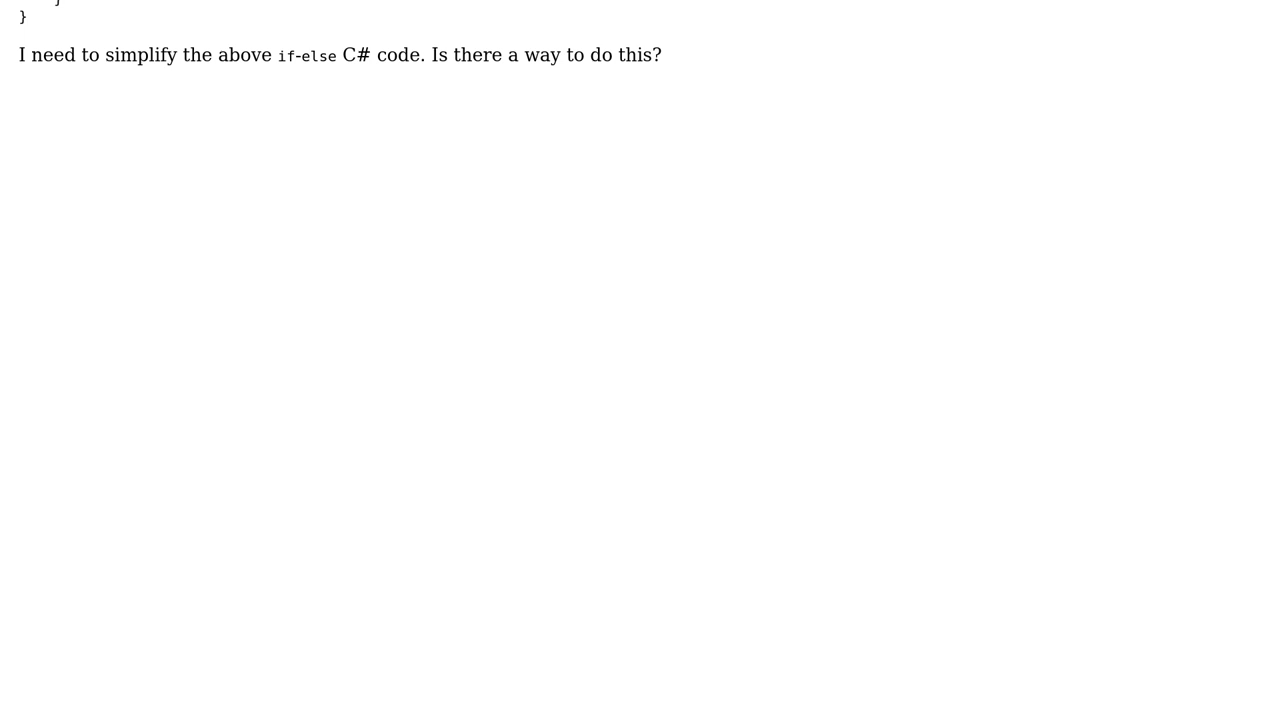 }
}
I need to simplify the above if-else C# code. Is there a way to do this?